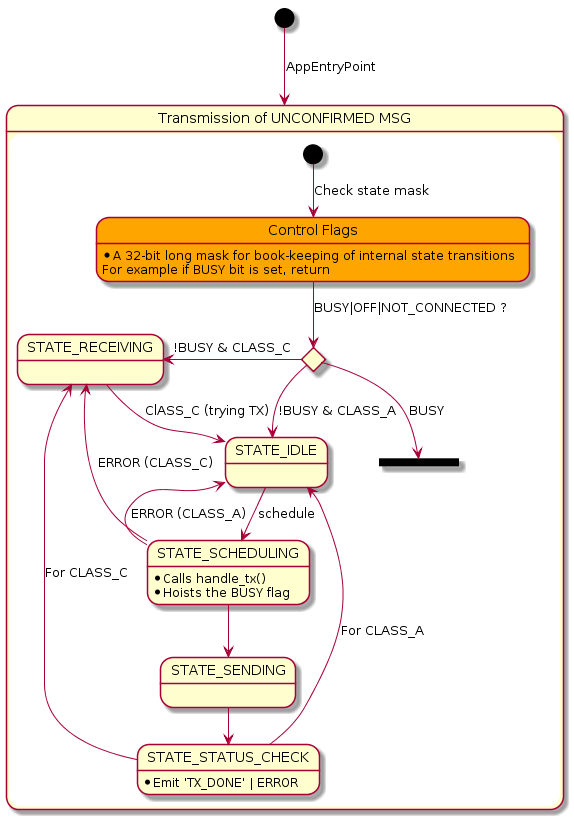 AppEntryPoint
Transmission of UNCONFIRMED MSG
Check state mask
Control Flags
• A 32-bit long mask for book-keeping of internal state transitions
For example if BUSY bit is set, return
BUSY|OFF|NOT_CONNECTED ?
STATE_RECEIVING
!BUSY & CLASS_C
ClASS_C (trying TX)
!BUSY & CLASS_A
BUSY
STATE_IDLE
ERROR (CLASS_C)
ERROR (CLASS_A)
schedule
STATE_SCHEDULING
• Calls handle_tx()
• Hoists the BUSY flag
For CLASS_C
For CLASS_A
STATE_SENDING
STATE_STATUS_CHECK
• Emit 'TX_DONE' | ERROR